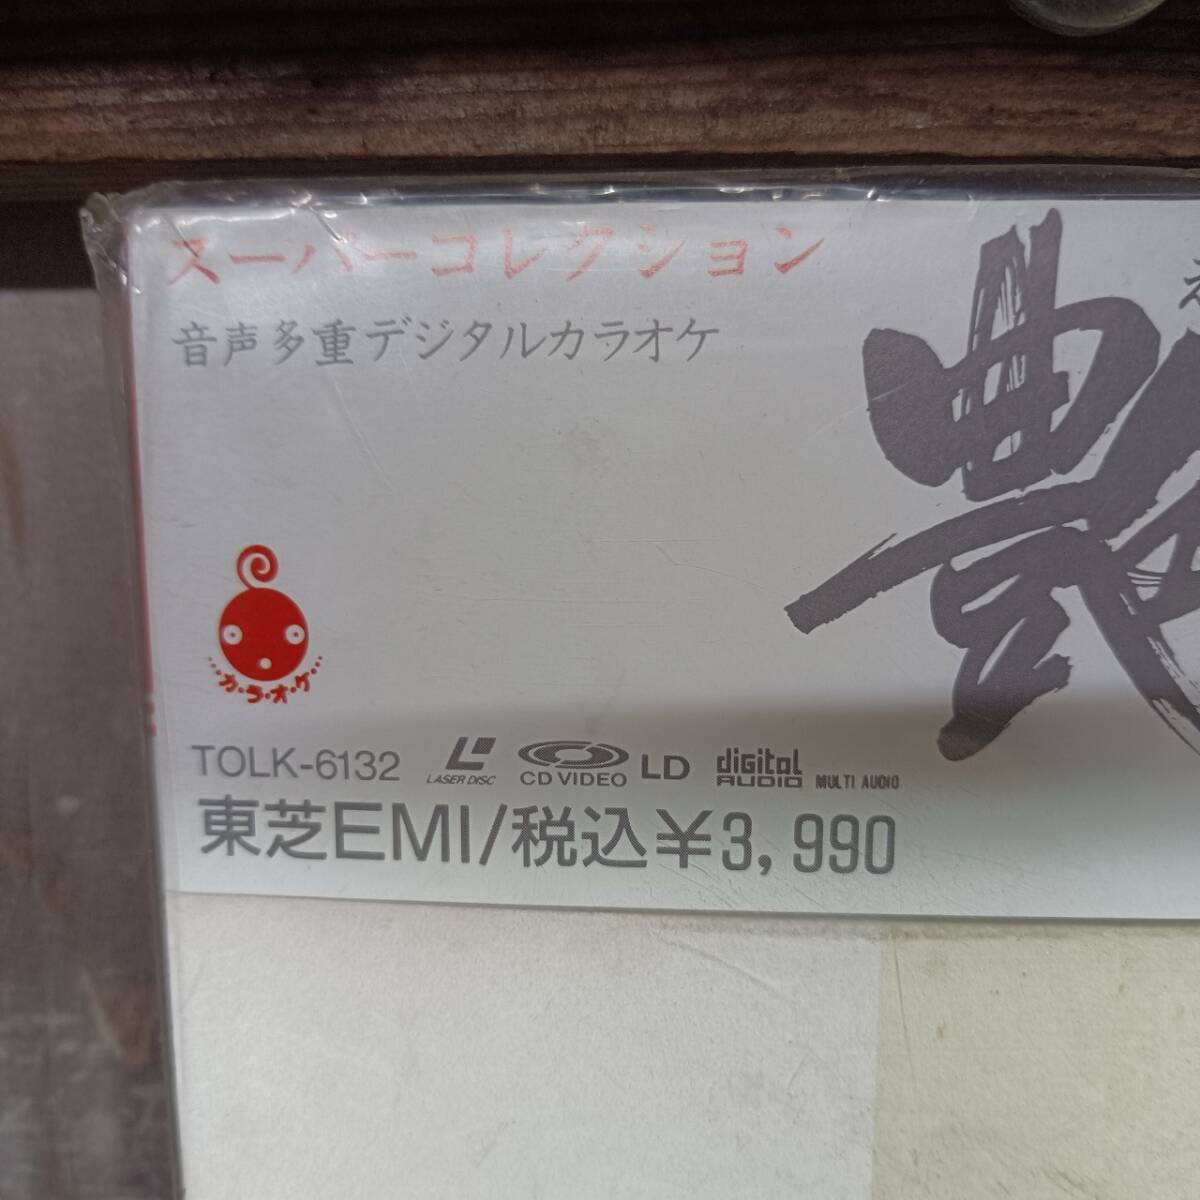 スーパーコレクション
音声多重デジタルカラオケ
艶
カ・ラ・オ・ケ
TOLK-6132 LASER DISC CD VIDEO LD digital AUDIO MULTI AUDIO
東芝EMI/税込¥3,990